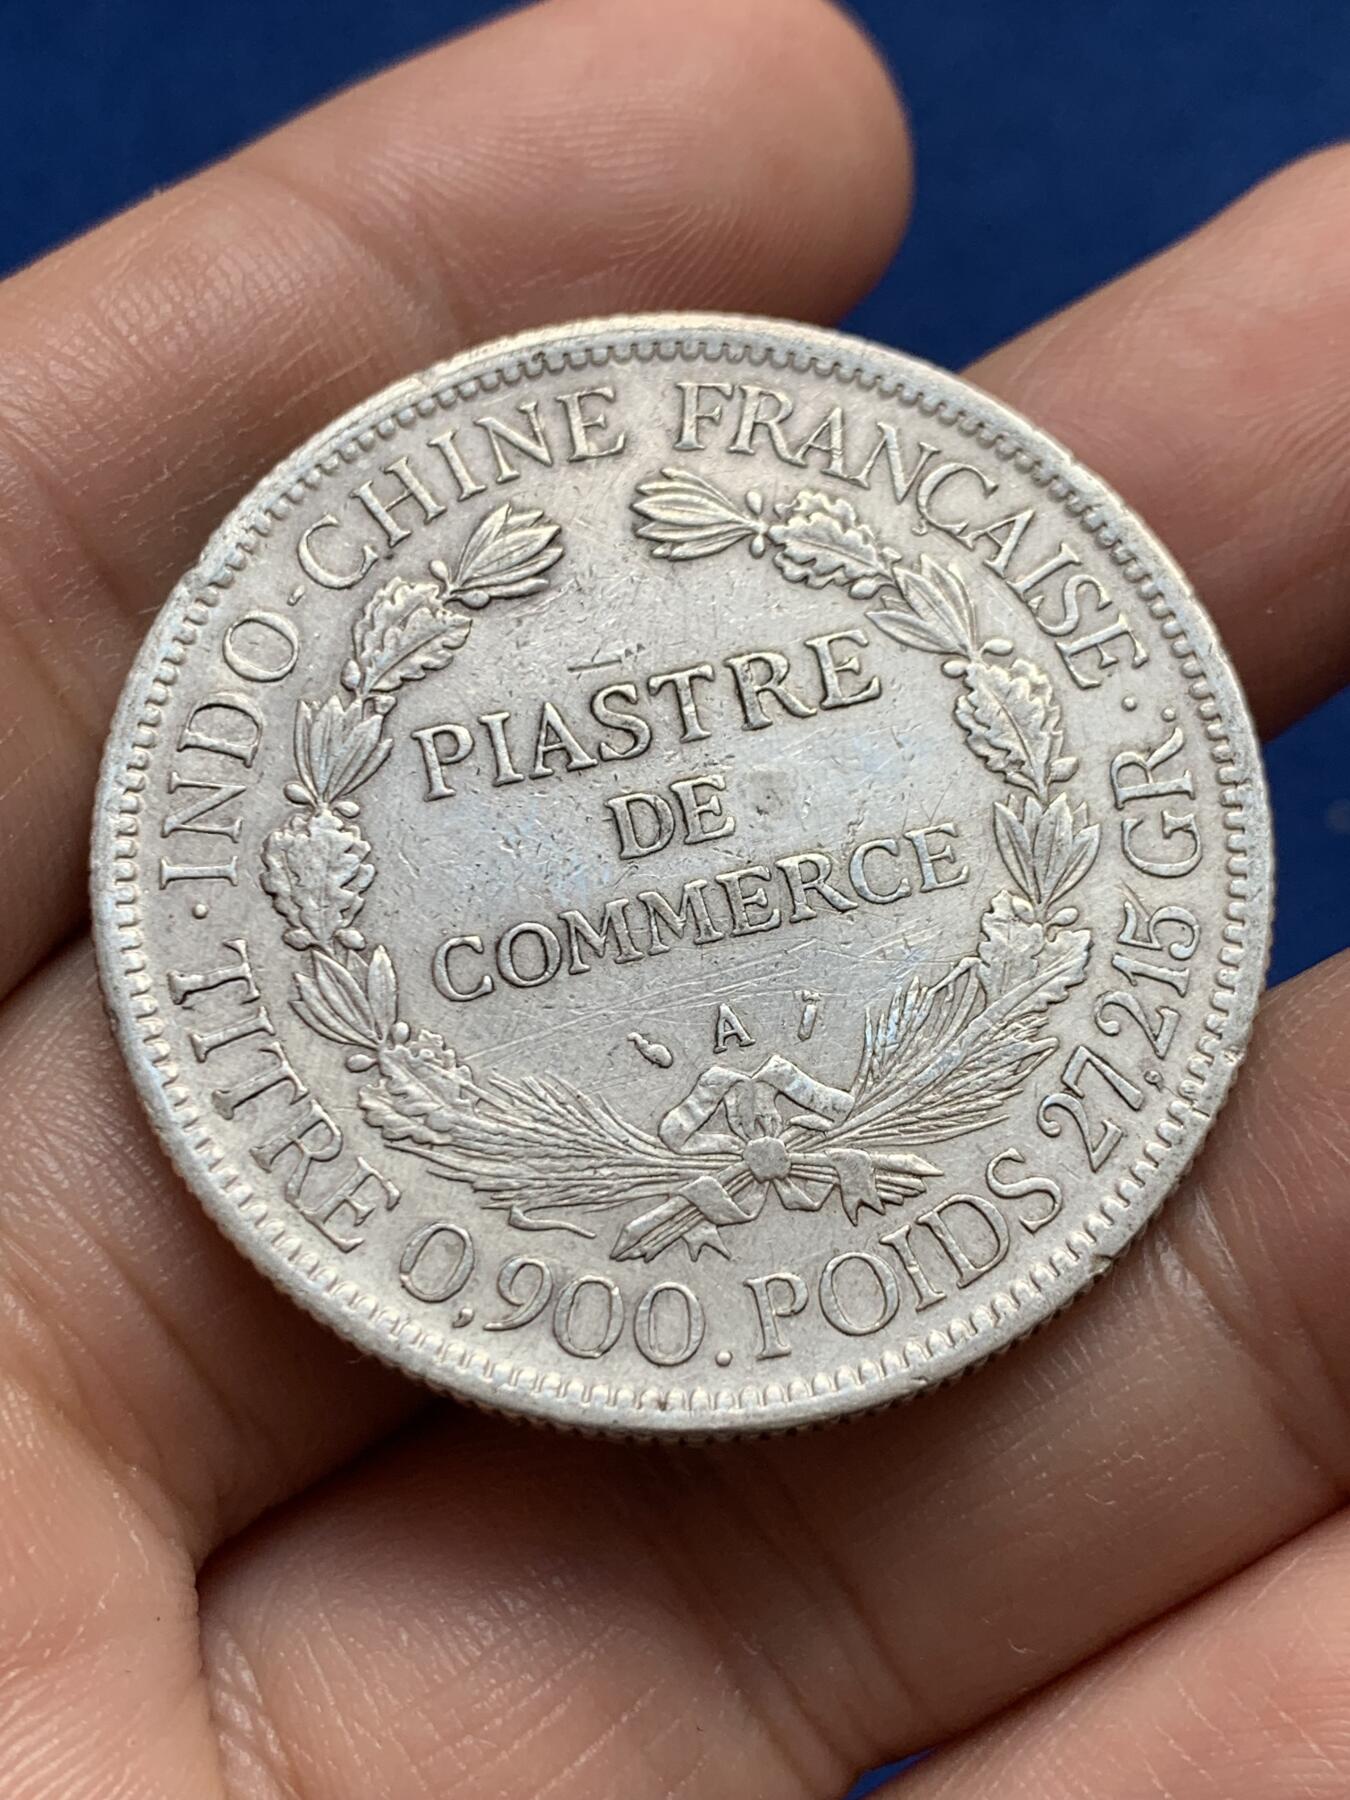 INDO-CHINE FRANÇAISE .
PIASTRE
DE
COMMERCE
A
· TITRE 0,900. POIDS 27,215 GR.